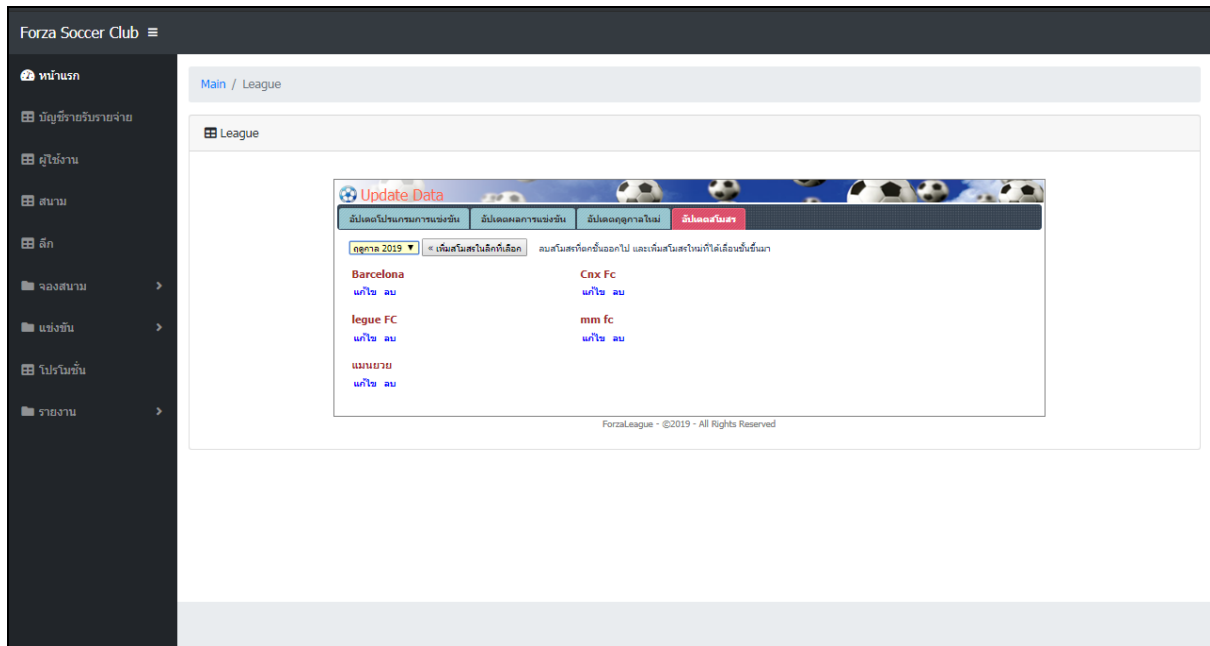 Forza Soccer Club
หน้าแรก
บัญชีรายรับรายจ่าย
ผู้ใช้งาน
สนาม
ลีก
จองสนาม
แข่งขัน
โปรโมชั่น
รายงาน
Main / League
League
Update Data
อัปเดตโปรแกรมการแข่งขัน อัปเดตผลการแข่งขัน อัปเดตฤดูกาลใหม่ อัปเดตสโมสร
ฤดูกาล 2019 « เพิ่มสโมสรในลีกที่เลือก ลบสโมสรที่ตกชั้นออกไป และเพิ่มสโมสรใหม่ที่ได้เลื่อนชั้นขึ้นมา
Barcelona Cnx Fc
แก้ไข ลบ แก้ไข ลบ
legue FC mm fc
แก้ไข ลบ แก้ไข ลบ
แมนยวย
แก้ไข ลบ
ForzaLeague - ©2019 - All Rights Reserved